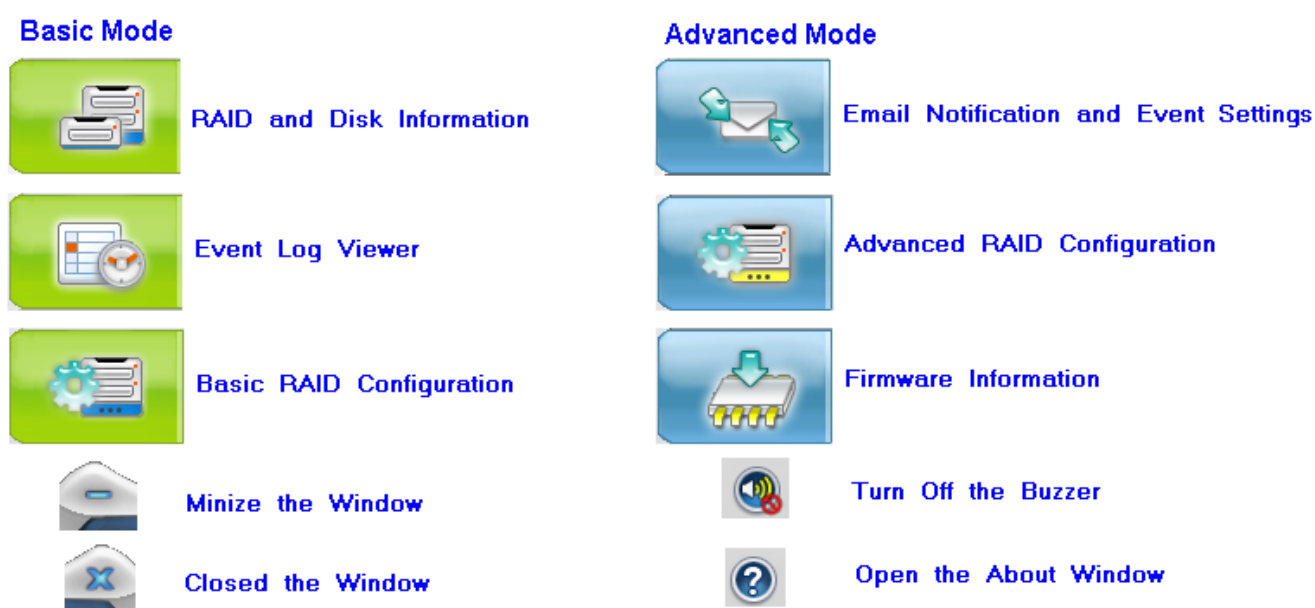 Basic Mode
RAID and Disk Information
Event Log Viewer
Basic RAID Configuration
Minize the Window
Closed the Window
Advanced Mode
Email Notification and Event Settings
Advanced RAID Configuration
Firmware Information
Turn Off the Buzzer
Open the About Window